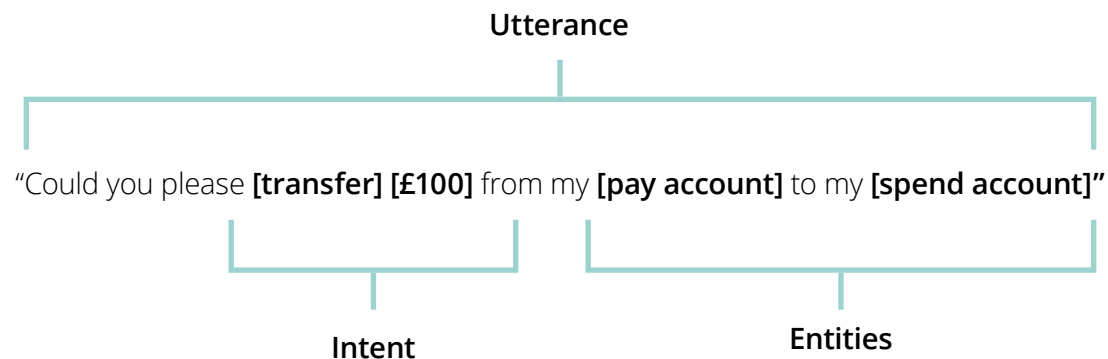 Utterance
“Could you please [transfer] [£100] from my [pay account] to my [spend account]”
Intent
Entities